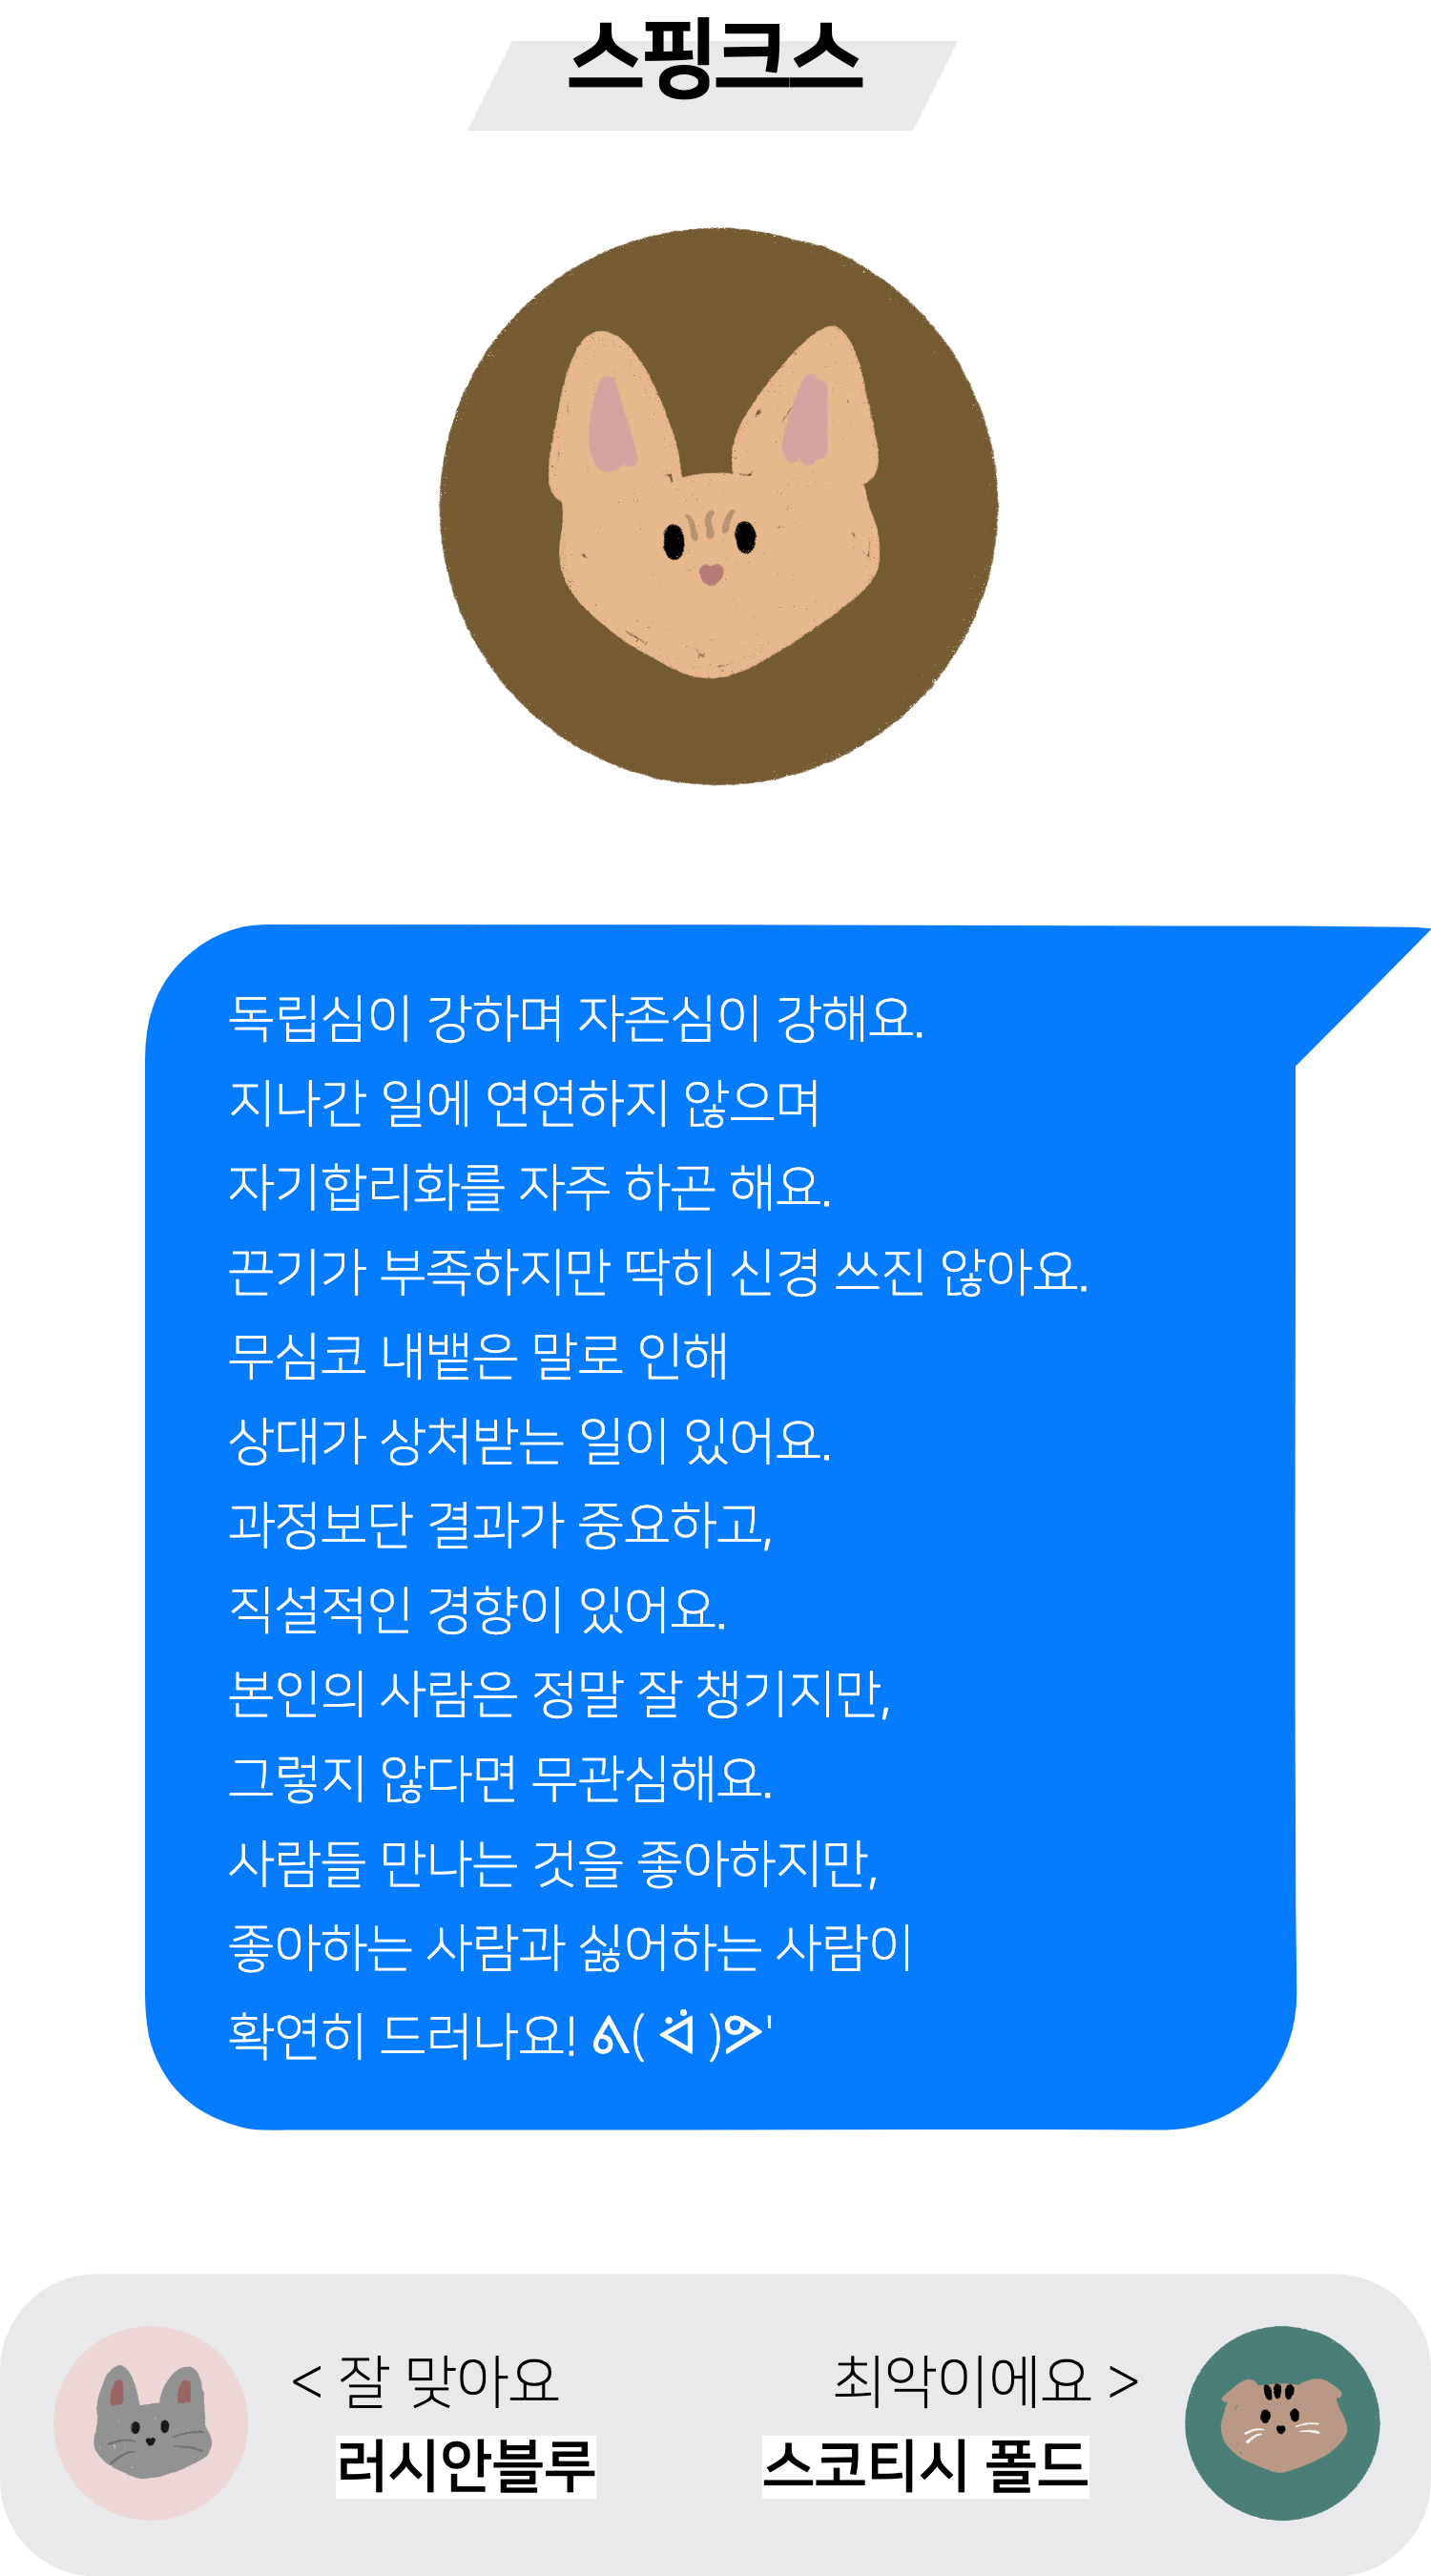 스핑크스
독립심이 강하며 자존심이 강해요.
지나간 일에 연연하지 않으며
자기합리화를 자주 하곤 해요.
끈기가 부족하지만 딱히 신경 쓰진 않아요.
무심코 내뱉은 말로 인해
상대가 상처받는 일이 있어요.
과정보단 결과가 중요하고,
직설적인 경향이 있어요.
본인의 사람은 정말 잘 챙기지만,
그렇지 않다면 무관심해요.
사람들 만나는 것을 좋아하지만,
좋아하는 사람과 싫어하는 사람이
확연히 드러나요! ᕕ( ᐛ )ᕗ'
< 잘 맞아요
러시안블루
최악이에요 >
스코티시 폴드